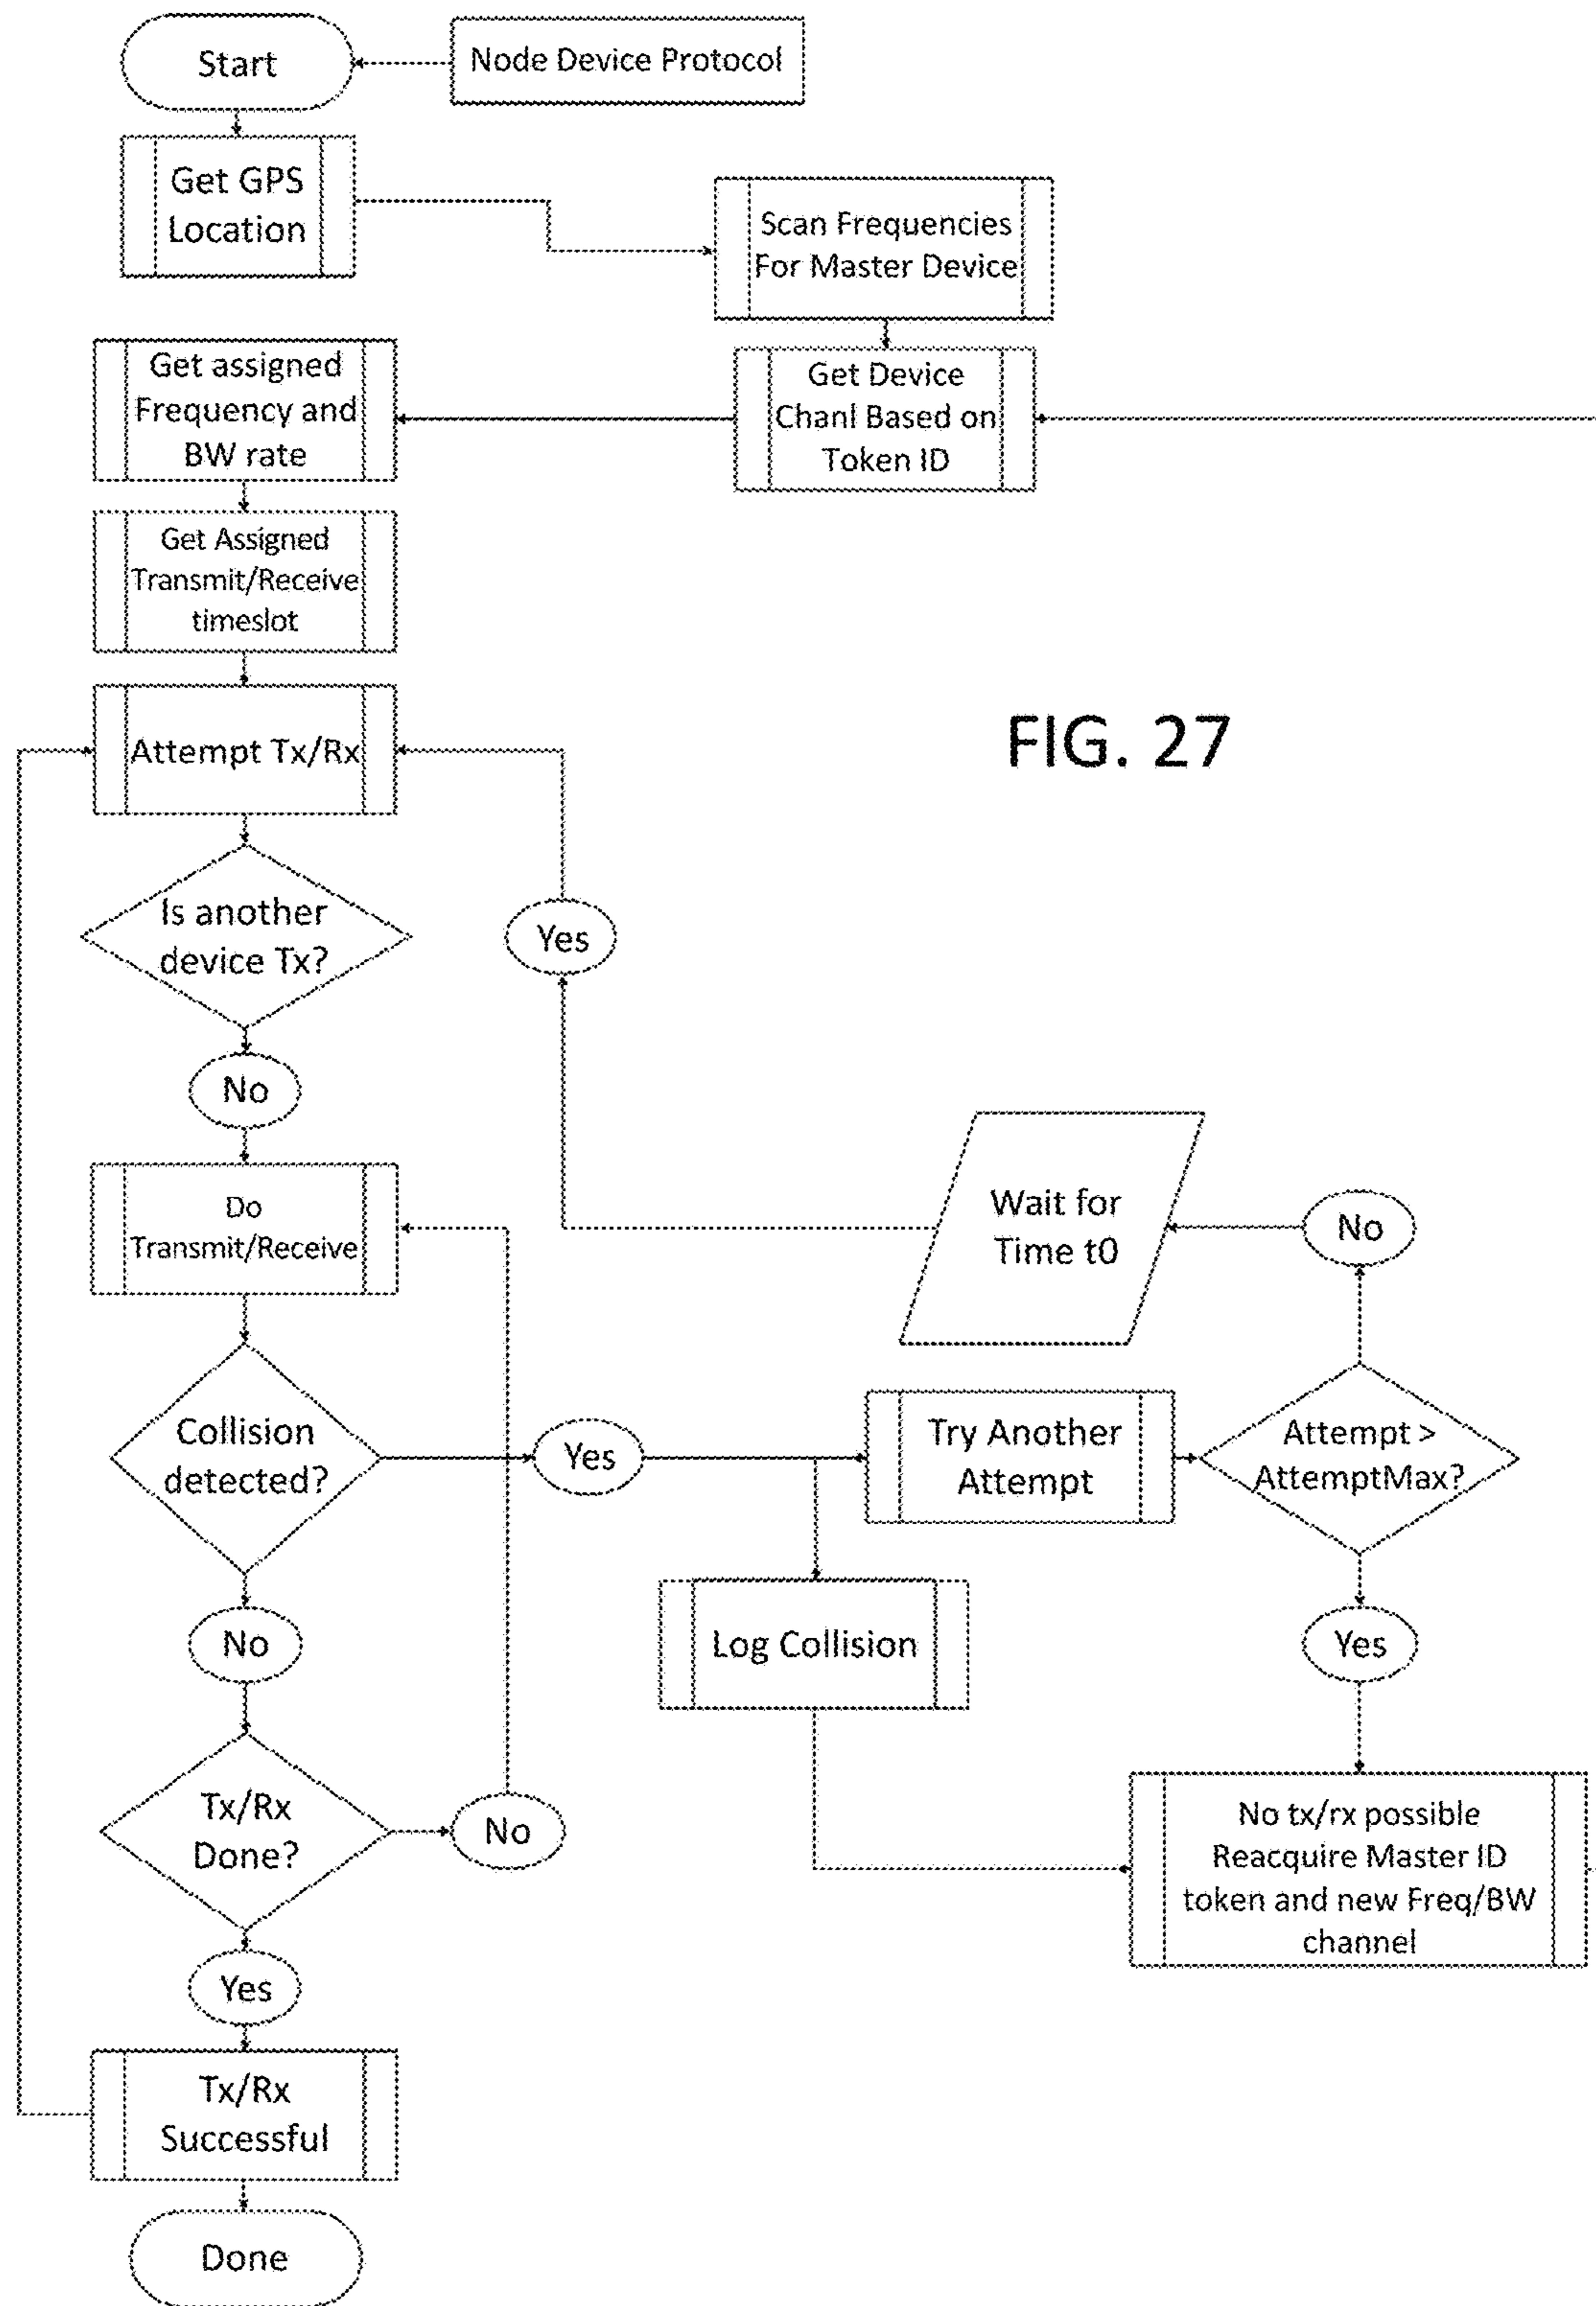 Start
Node Device Protocol
Get GPS
Location
Scan Frequencies
For Master Device
Get assigned
Frequency and
BW rate
Get Device
Chanl Based on
Token ID
Get Assigned
Transmit/Receive
timeslot
Attempt Tx/Rx
FIG. 27
Is another
device Tx?
Yes
No
Do
Transmit/Receive
Wait for
Time t0
No
Collision
detected?
Yes
Try Another
Attempt
Attempt >
AttemptMax?
No
Log Collision
Yes
Tx/Rx
Done?
No
No tx/rx possible
Reacquire Master ID
token and new Freq/BW
channel
Yes
Tx/Rx
Successful
Done